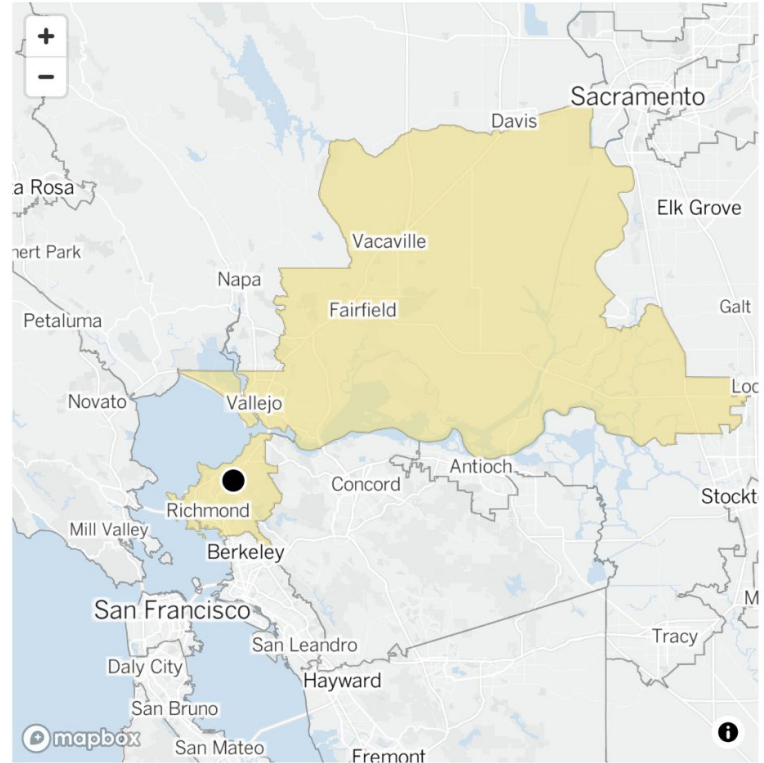 +
−
Sacramento
Davis
a Rosa
Elk Grove
Vacaville
nert Park
Napa
Galt
Fairfield
Petaluma
Loc
Novato
Vallejo
Antioch
Concord
Stockt
Richmond
Mill Valley
Berkeley
M
San Francisco
Tracy
San Leandro
Daly City
Hayward
San Bruno
mapbox
i
San Mateo
Fremont